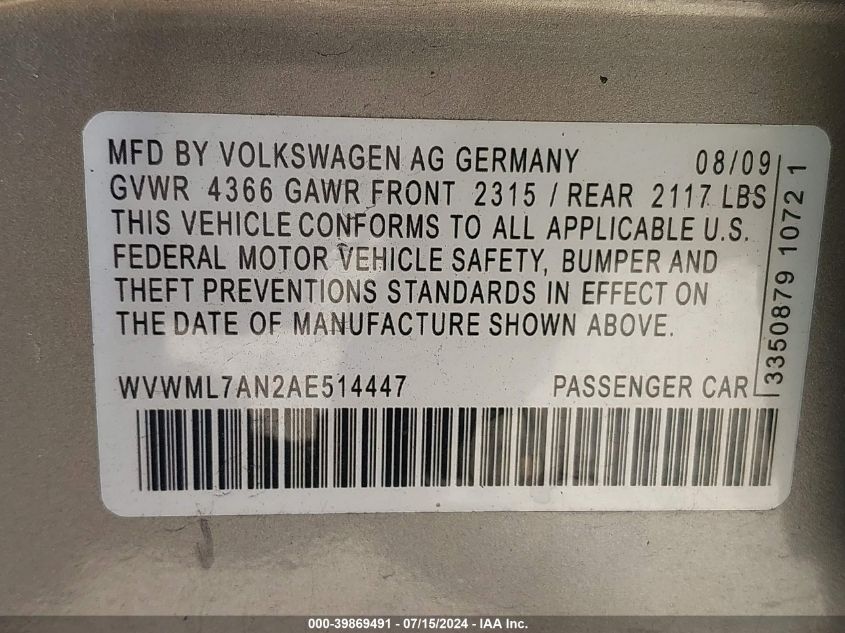 MFD BY VOLKSWAGEN AG GERMANY 08/09
GVWR 4366 GAWR FRONT 2315 / REAR 2117 LBS
THIS VEHICLE CONFORMS TO ALL APPLICABLE U.S.
FEDERAL MOTOR VEHICLE SAFETY, BUMPER AND
THEFT PREVENTIONS STANDARDS IN EFFECT ON
THE DATE OF MANUFACTURE SHOWN ABOVE.
WVWML7AN2AE514447 PASSENGER CAR
3350879 1072 1
000-39869491 - 07/15/2024 - IAA Inc.